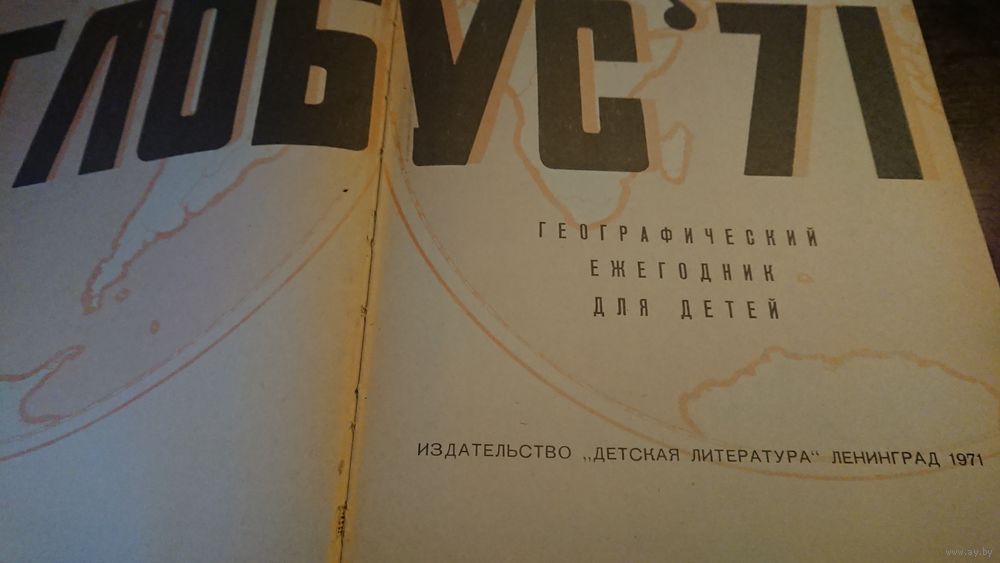 ГЛОБУС '71
ГЕОГРАФИЧЕСКИЙ
ЕЖЕГОДНИК
ДЛЯ ДЕТЕЙ
ИЗДАТЕЛЬСТВО „ДЕТСКАЯ ЛИТЕРАТУРА“ ЛЕНИНГРАД 1971
www.ay.by